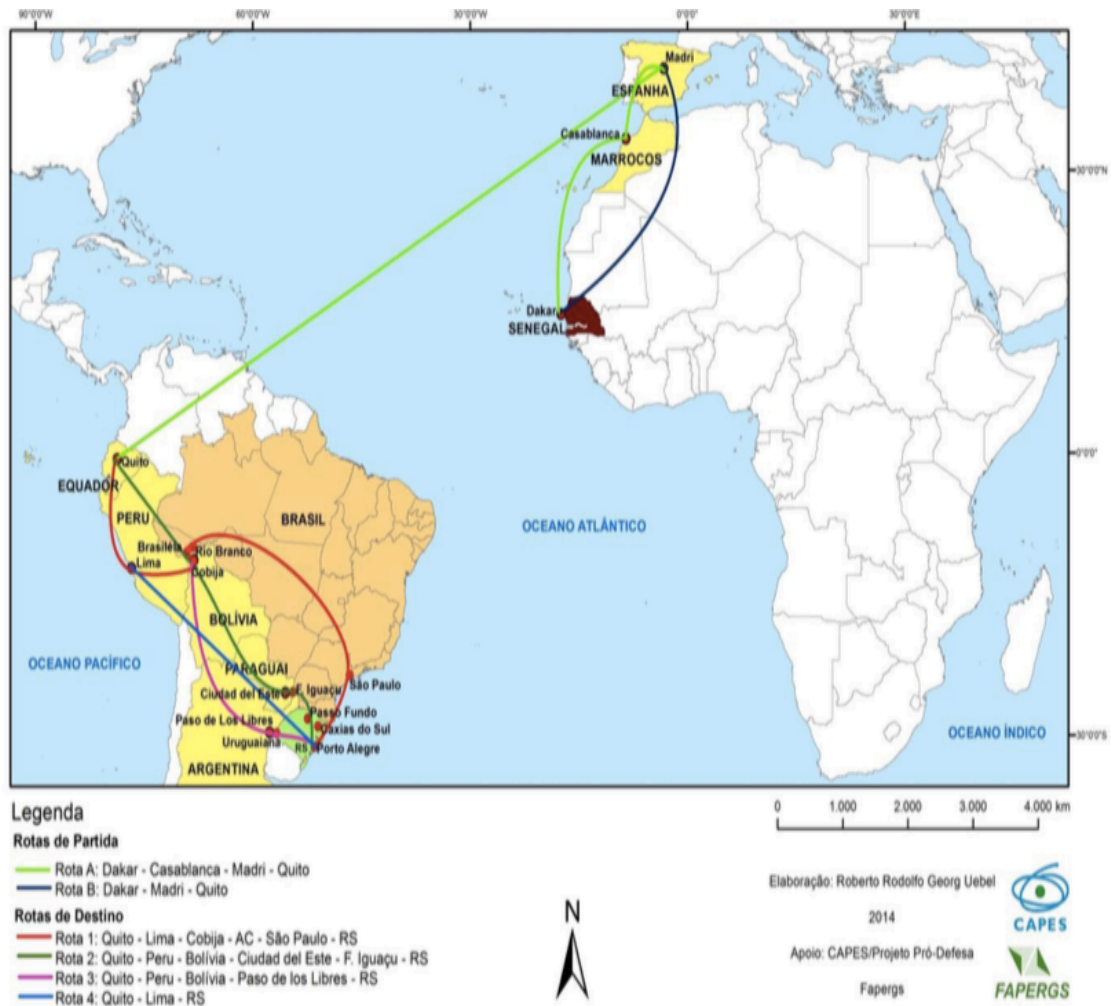 90°0'0"W 60°0'0"W 30°0'0"W 0°0'0" 30°0'0"E
Madri
ESPANHA
Casablanca
MARROCOS
30°0'0"N
Dakar
SENEGAL
Quito
0°0'0"
EQUADOR
PERU
BRASIL
OCEANO ATLÂNTICO
Brasiléia
Rio Branco
Lima
Cobija
BOLÍVIA
OCEANO PACÍFICO
PARAGUAI
São Paulo
Ciudad del Este
F. Iguaçu
Passo Fundo
Paso de Los Libres
Caxias do Sul
OCEANO ÍNDICO
30°0'0"S
Uruguaiana
RS
Porto Alegre
ARGENTINA
Legenda
0 1.000 2.000 3.000 4.000 km
Rotas de Partida
Rota A: Dakar - Casablanca - Madri - Quito
Rota B: Dakar - Madri - Quito
Rotas de Destino
Rota 1: Quito - Lima - Cobija - AC - São Paulo - RS
Rota 2: Quito - Peru - Bolívia - Ciudad del Este - F. Iguaçu - RS
Rota 3: Quito - Peru - Bolívia - Paso de los Libres - RS
Rota 4: Quito - Lima - RS
N
Elaboração: Roberto Rodolfo Georg Uebel
2014
Apoio: CAPES/Projeto Pró-Defesa
Fapergs
CAPES
FAPERGS